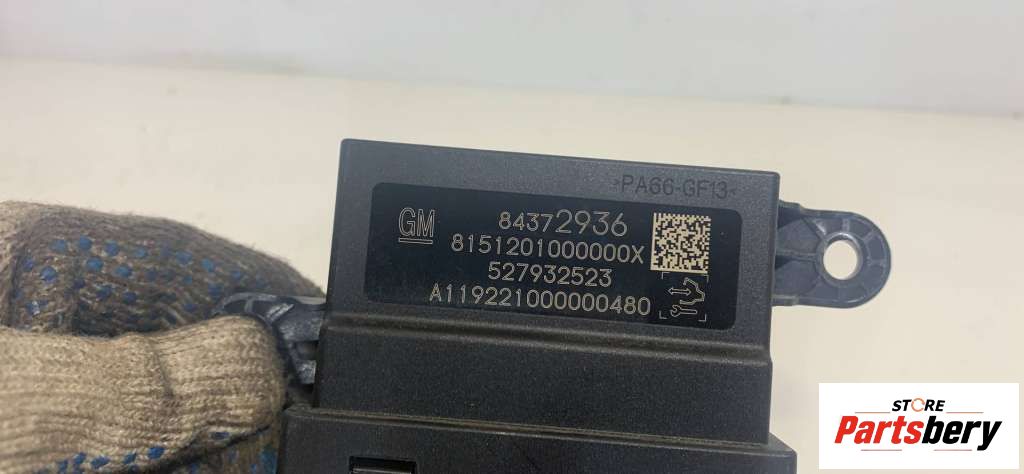 >PA66-GF13<
GM 84372936
8151201000000X
527932523
A119221000000480
STORE
Partsbery